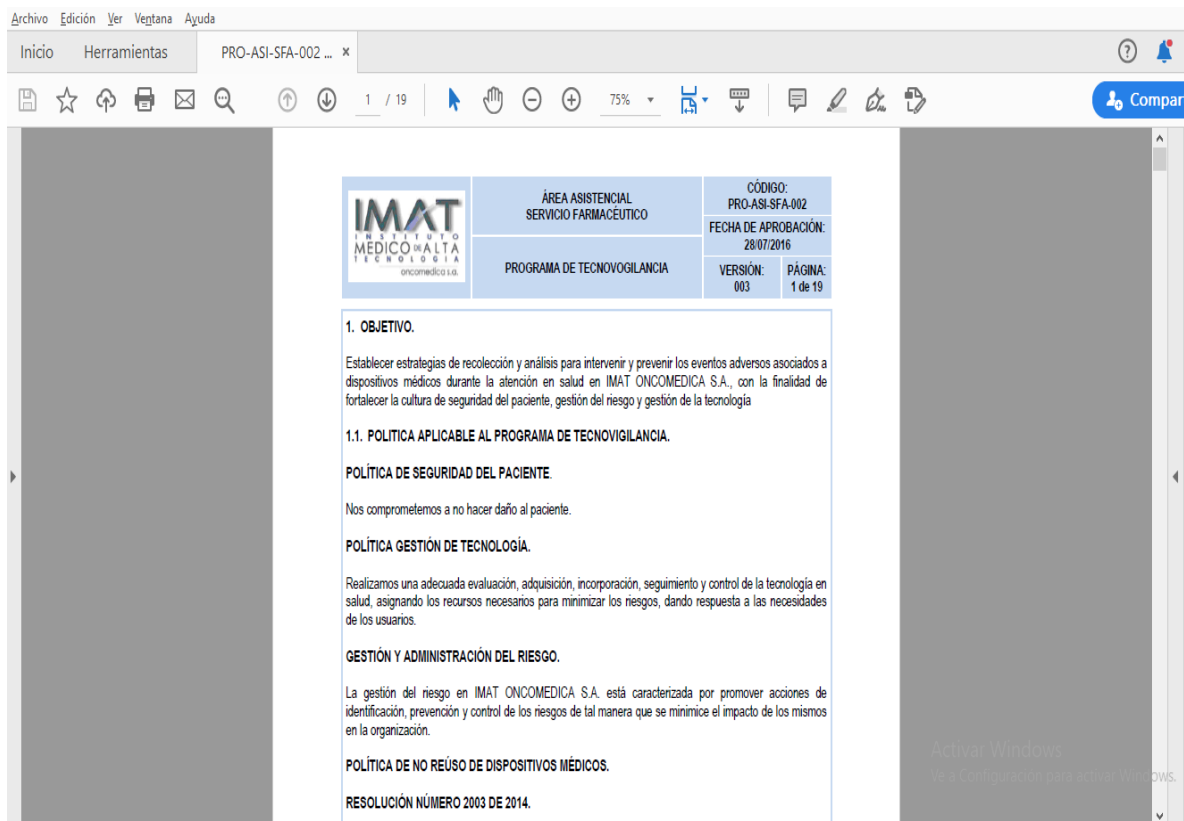 Archivo Edición Ver Ventana Ayuda
Inicio Herramientas PRO-ASI-SFA-002 ... ×
1 / 19 75% Compar
IMAT
INSTITUTO
MEDICO DE ALTA
TECNOLOGIA
oncomedica s.a.
ÁREA ASISTENCIAL
SERVICIO FARMACÉUTICO
PROGRAMA DE TECNOVOGILANCIA
CÓDIGO:
PRO-ASI-SFA-002
FECHA DE APROBACIÓN:
28/07/2016
VERSIÓN:
003
PÁGINA:
1 de 19
1. OBJETIVO.
Establecer estrategias de recolección y análisis para intervenir y prevenir los eventos adversos asociados a
dispositivos médicos durante la atención en salud en IMAT ONCOMEDICA S.A., con la finalidad de
fortalecer la cultura de seguridad del paciente, gestión del riesgo y gestión de la tecnología
1.1. POLITICA APLICABLE AL PROGRAMA DE TECNOVIGILANCIA.
POLÍTICA DE SEGURIDAD DEL PACIENTE.
Nos comprometemos a no hacer daño al paciente.
POLÍTICA GESTIÓN DE TECNOLOGÍA.
Realizamos una adecuada evaluación, adquisición, incorporación, seguimiento y control de la tecnología en
salud, asignando los recursos necesarios para minimizar los riesgos, dando respuesta a las necesidades
de los usuarios.
GESTIÓN Y ADMINISTRACIÓN DEL RIESGO.
La gestión del riesgo en IMAT ONCOMEDICA S.A. está caracterizada por promover acciones de
identificación, prevención y control de los riesgos de tal manera que se minimice el impacto de los mismos
en la organización.
POLÍTICA DE NO REÚSO DE DISPOSITIVOS MÉDICOS.
RESOLUCIÓN NÚMERO 2003 DE 2014.
Activar Windows
Ve a Configuración para activar Windows.